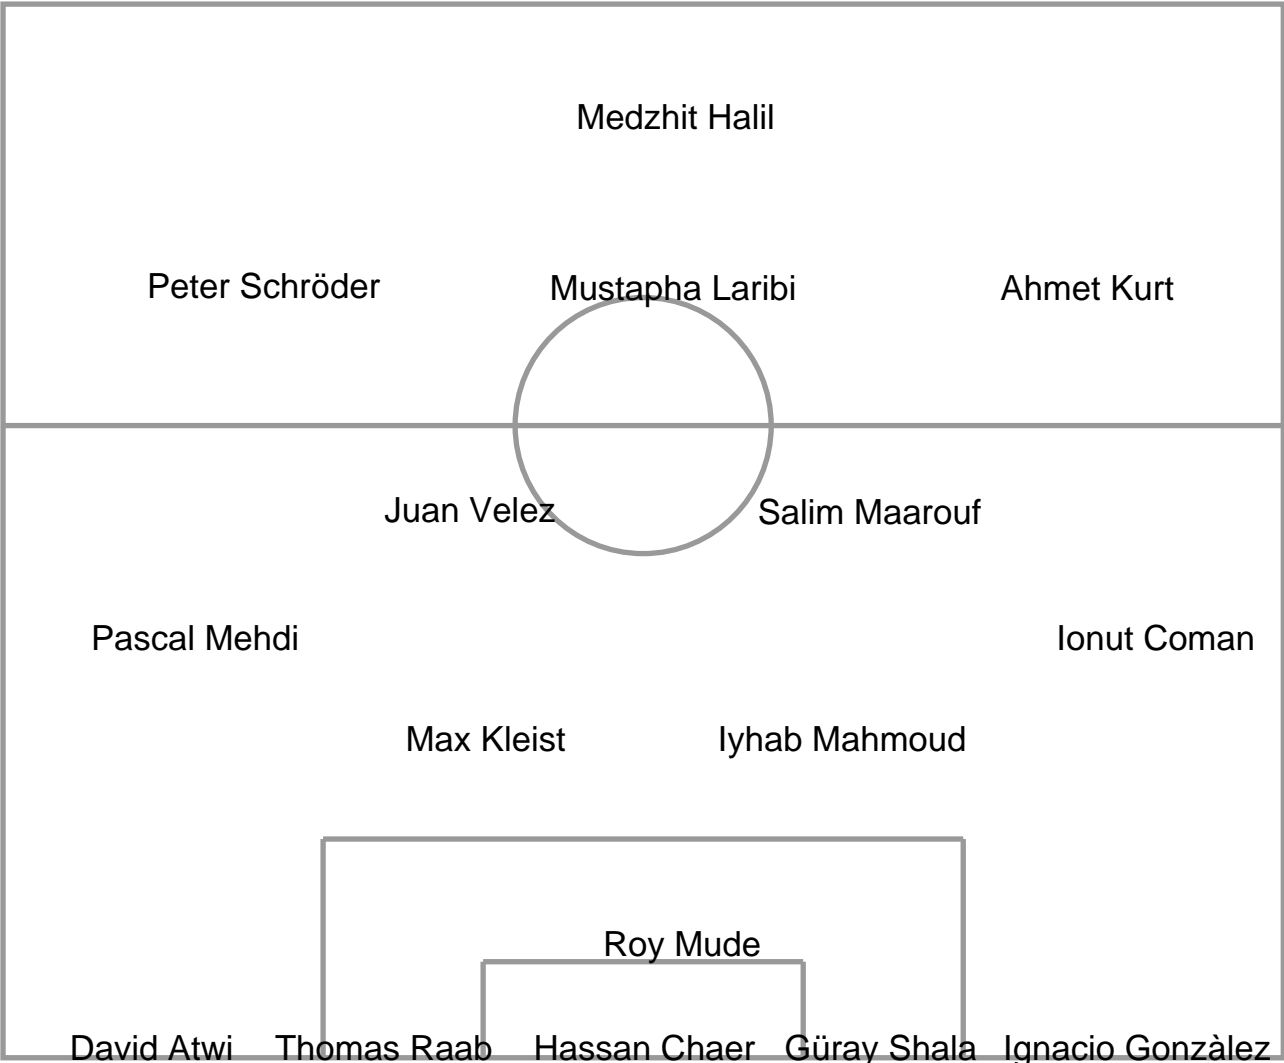 Medzhit Halil
Peter Schröder Mustapha Laribi Ahmet Kurt
Juan Velez Salim Maarouf
Pascal Mehdi Ionut Coman
Max Kleist Iyhab Mahmoud
Roy Mude
David Atwi Thomas Raab Hassan Chaer Güray Shala Ignacio Gonzàlez